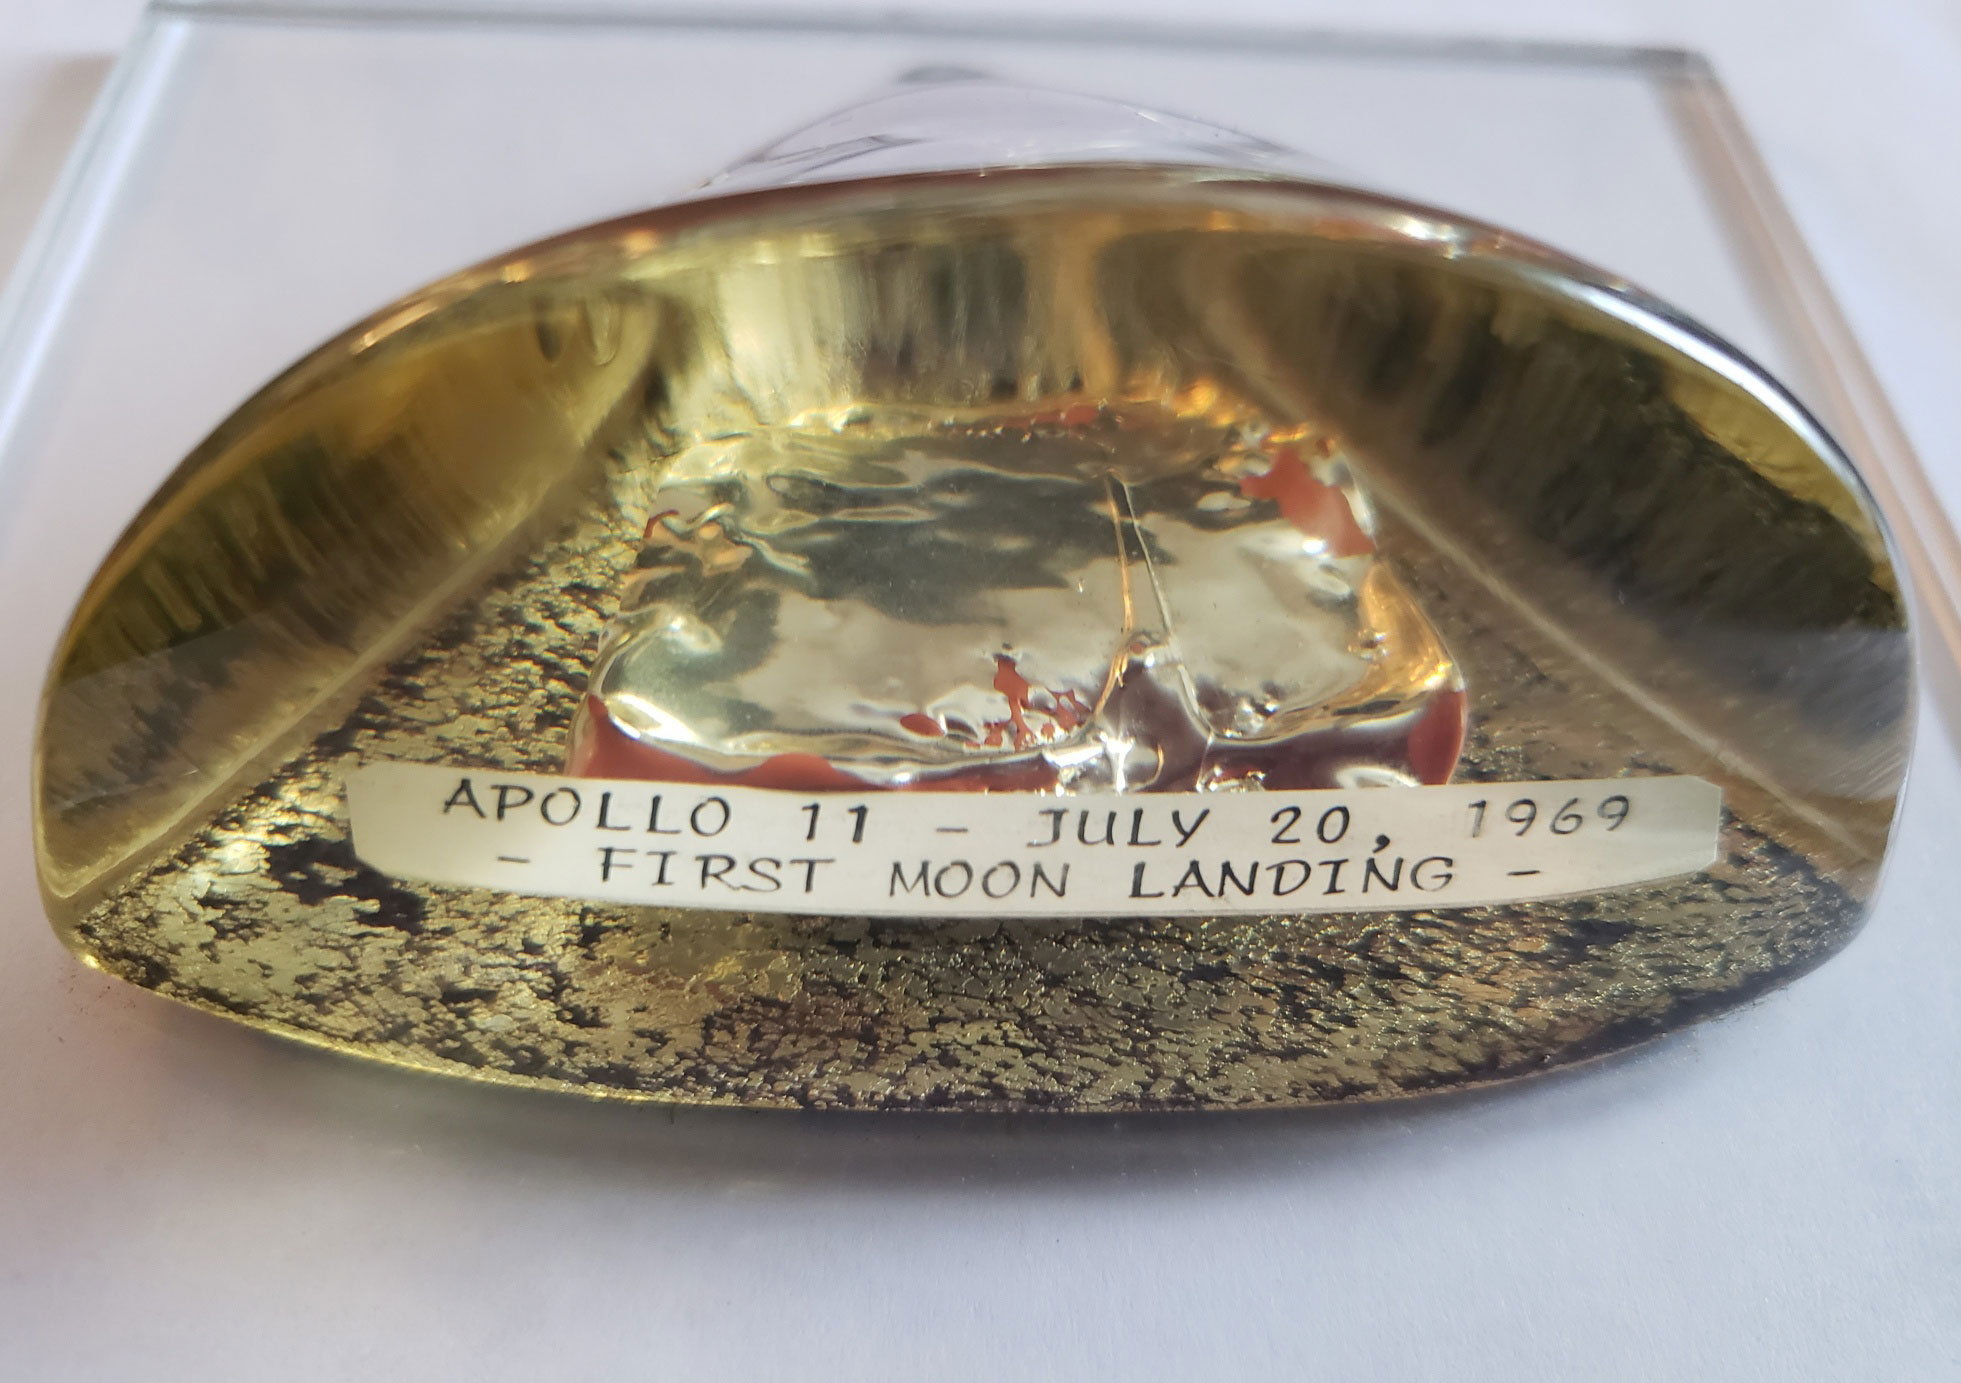 APOLLO 11 – JULY 20, 1969
– FIRST MOON LANDING –